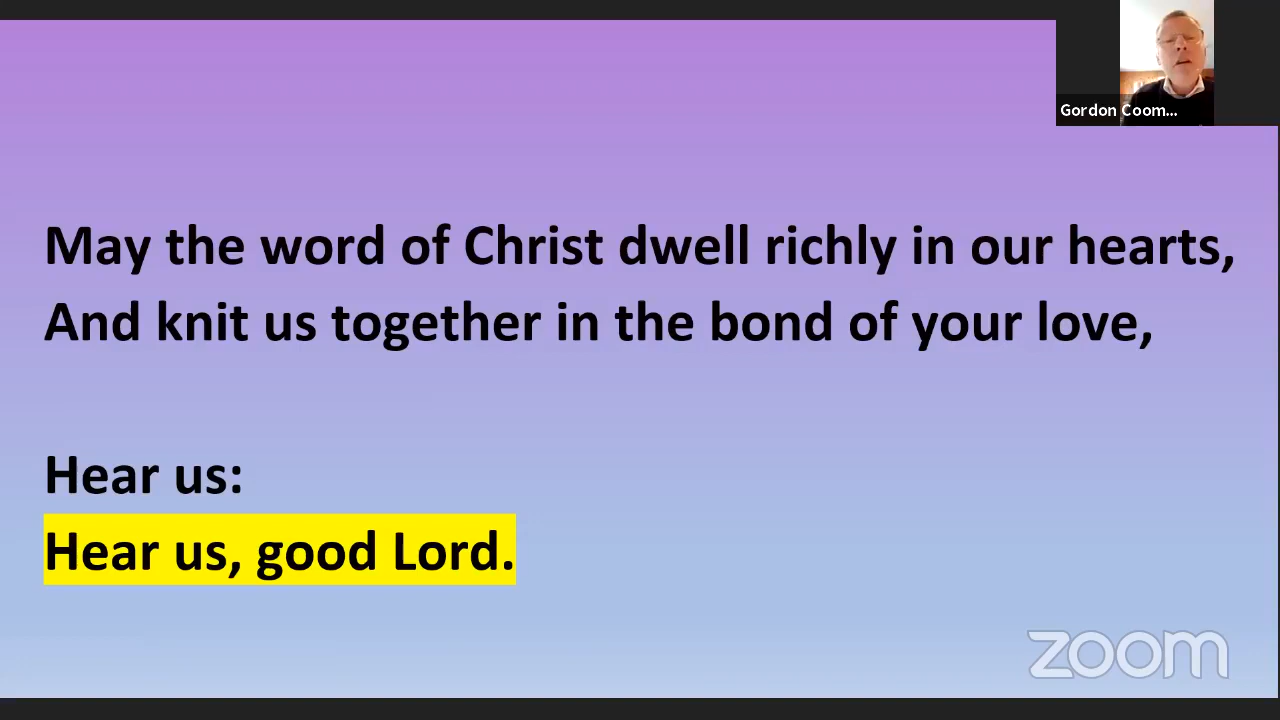 Gordon Coom...
May the word of Christ dwell richly in our hearts,
And knit us together in the bond of your love,
Hear us:
Hear us, good Lord.
zoom